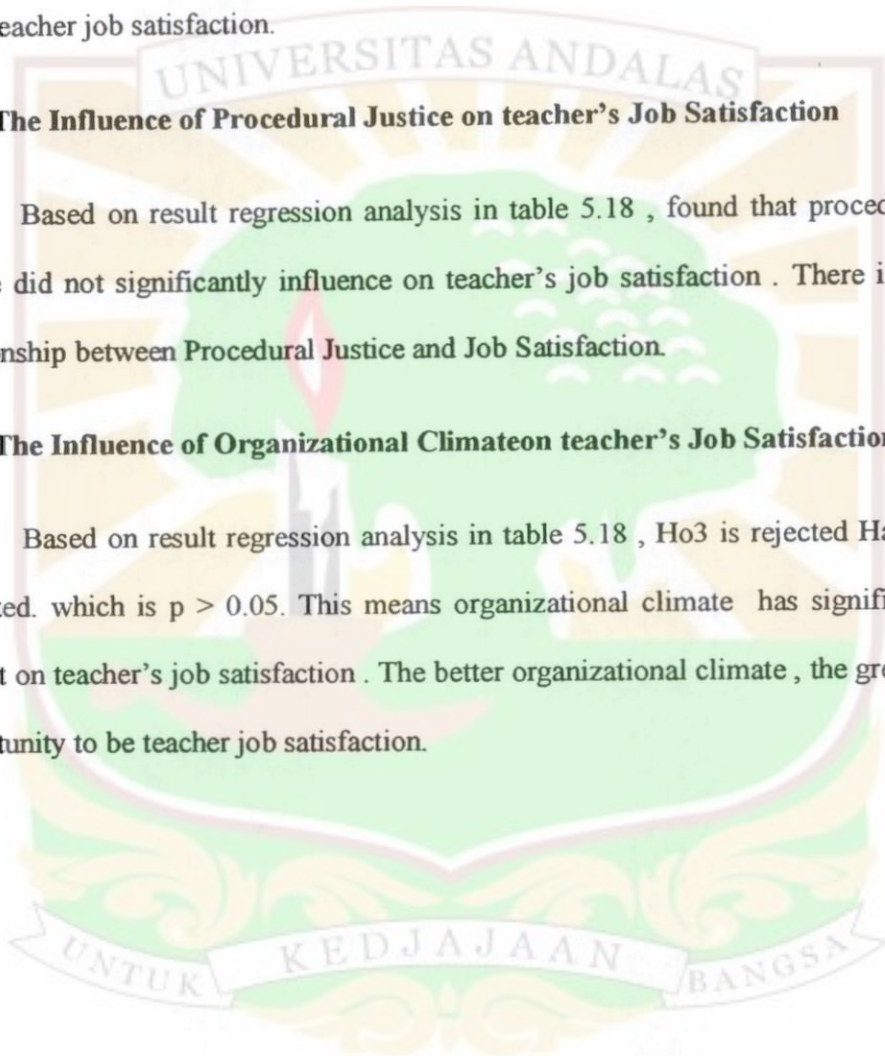 eacher job satisfaction.
UNIVERSITAS ANDALAS
The Influence of Procedural Justice on teacher's Job Satisfaction
Based on result regression analysis in table 5.18 , found that proced
did not significantly influence on teacher's job satisfaction . There i
nship between Procedural Justice and Job Satisfaction.
The Influence of Organizational Climateon teacher's Job Satisfaction
Based on result regression analysis in table 5.18 , Ho3 is rejected Ha
ted. which is p > 0.05. This means organizational climate has signifi
t on teacher's job satisfaction . The better organizational climate , the gre
tunity to be teacher job satisfaction.
UNTUK KEDJAJAAN BANGSA